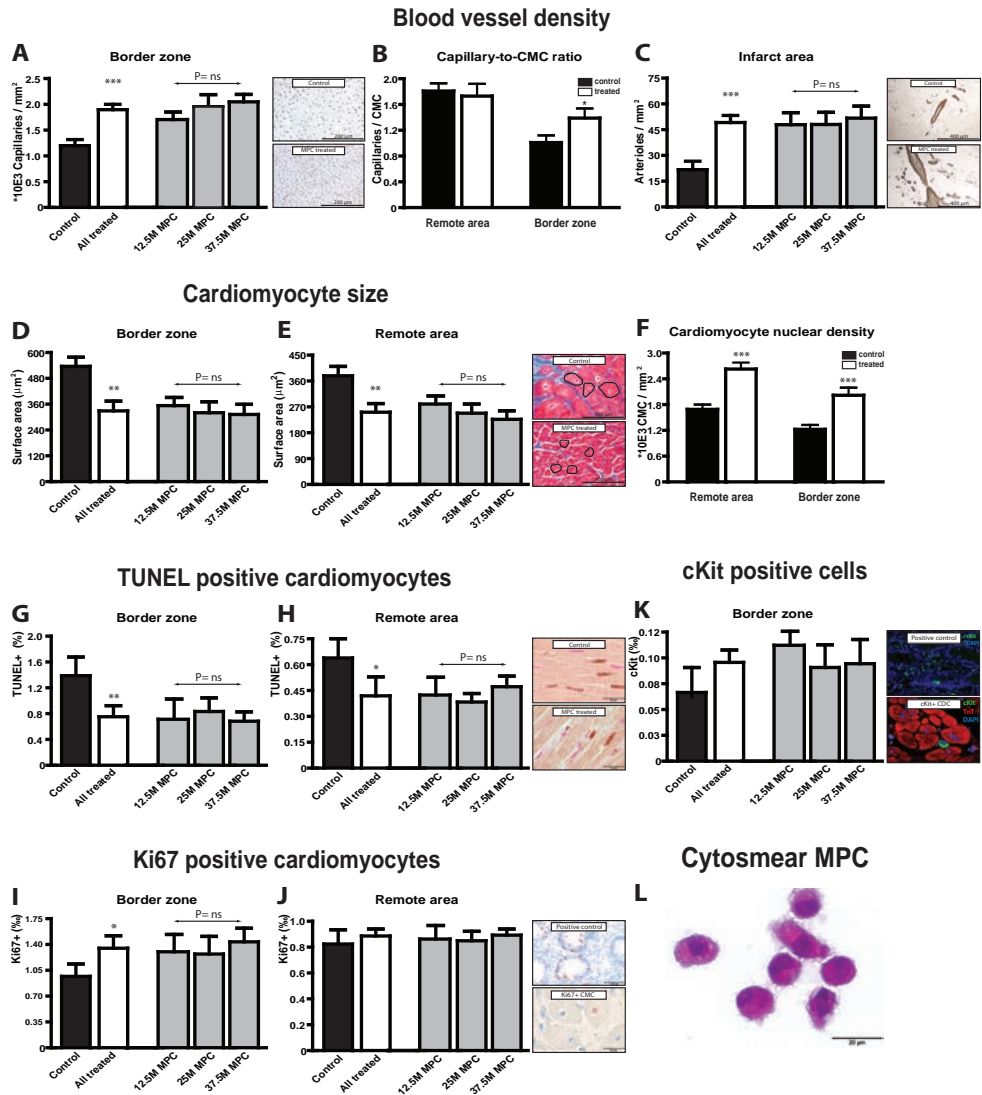 Blood vessel density
A
Border zone
*10E3 Capillaries / mm²
2.5
2.0
1.6
1.2
0.8
0.4
0
***
P= ns
Control
All treated
12.5M MPC
25M MPC
37.5M MPC
Control
200 µm
MPC treated
200 µm
B
Capillary-to-CMC ratio
Capillaries / CMC
2.0
1.5
1.0
0.5
0
control
treated
*
Remote area
Border zone
C
Infarct area
Arterioles / mm²
75
60
45
30
15
0
***
P= ns
Control
All treated
12.5M MPC
25M MPC
37.5M MPC
Control
400 µm
MPC treated
400 µm
Cardiomyocyte size
D
Border zone
Surface area (µm²)
600
480
360
240
120
0
**
P= ns
Control
All treated
12.5M MPC
25M MPC
37.5M MPC
E
Remote area
Surface area (µm²)
450
360
270
180
90
0
**
P= ns
Control
All treated
12.5M MPC
25M MPC
37.5M MPC
Control
MPC treated
F
Cardiomyocyte nuclear density
*10E3 CMC / mm²
3.0
2.4
1.8
1.2
0.6
0
control
treated
***
***
Remote area
Border zone
TUNEL positive cardiomyocytes
G
Border zone
TUNEL+ (%)
2.0
1.6
1.2
0.8
0.4
0
**
P= ns
Control
All treated
12.5M MPC
25M MPC
37.5M MPC
H
Remote area
TUNEL+ (%)
0.75
0.60
0.45
0.30
0.15
0
*
P= ns
Control
All treated
12.5M MPC
25M MPC
37.5M MPC
Control
MPC treated
cKit positive cells
K
Border zone
cKit (‰)
0.12
0.10
0.08
0.05
0.03
0
Control
All treated
12.5M MPC
25M MPC
37.5M MPC
Positive control
cKit
DAPI
cKit+ CDC
cKit
TnT
DAPI
Ki67 positive cardiomyocytes
I
Border zone
Ki67+ (‰)
1.75
1.40
1.05
0.70
0.35
0
*
P= ns
Control
All treated
12.5M MPC
25M MPC
37.5M MPC
J
Remote area
Ki67+ (‰)
1.0
0.8
0.6
0.4
0.2
0
Control
All treated
12.5M MPC
25M MPC
37.5M MPC
Positive control
Ki67+ CMC
Cytosmear MPC
L
20 µm